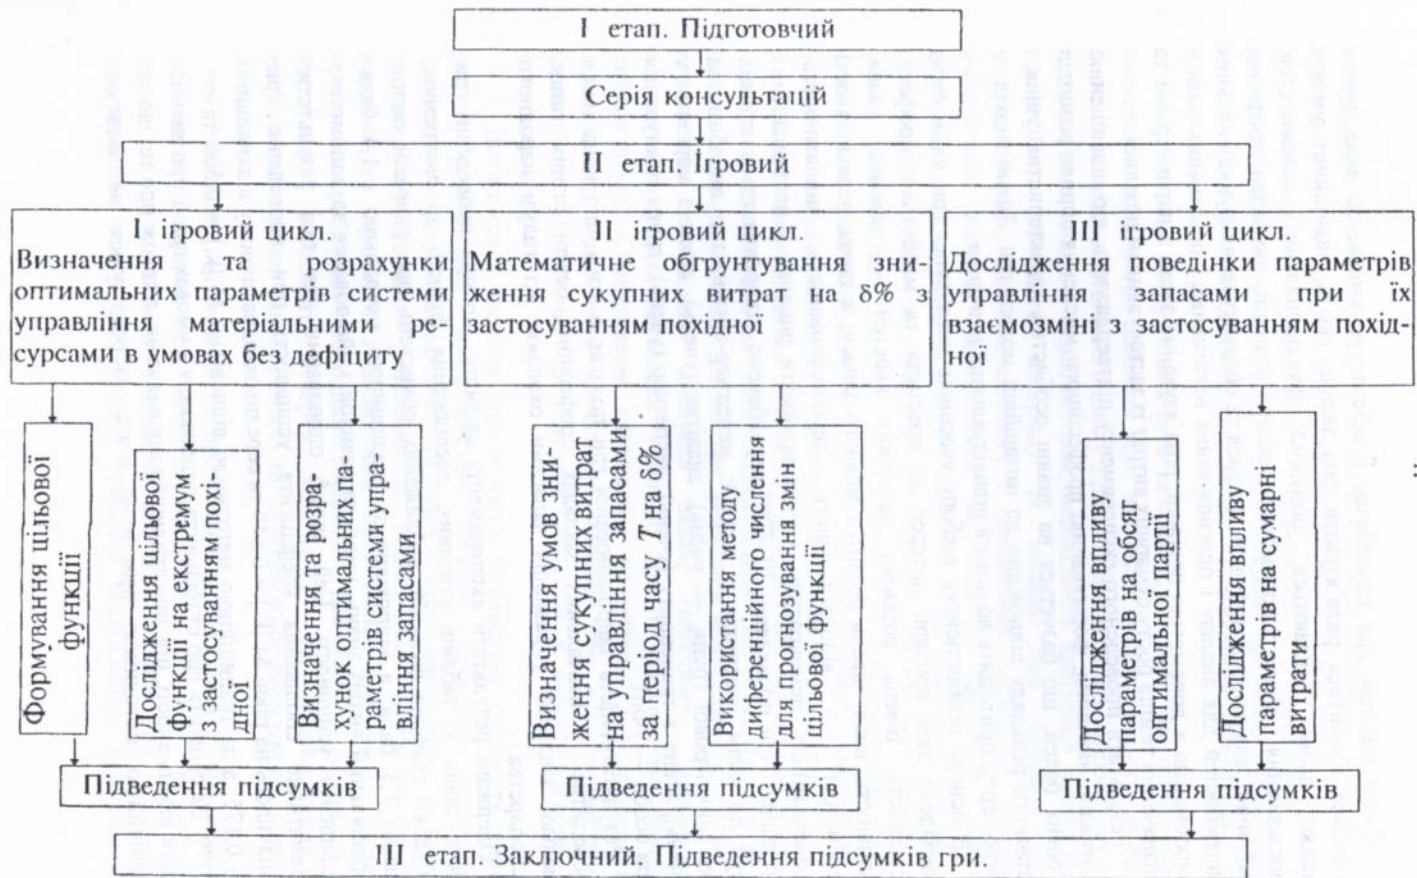 I етап. Підготовчий
Серія консультацій
II етап. Ігровий
I ігровий цикл.
Визначення та розрахунки
оптимальних параметрів системи
управління матеріальними ре-
сурсами в умовах без дефіциту
II ігровий цикл.
Математичне обґрунтування зни-
ження сукупних витрат на δ% з
застосуванням похідної
III ігровий цикл.
Дослідження поведінки параметрів
управління запасами при їх
взаємозміні з застосуванням похід-
ної
Формування цільової
функції
Дослідження цільової
функції на екстремум
з застосуванням похі-
дної
Визначення та розра-
хунок оптимальних па-
раметрів системи упра-
вління запасами
Визначення умов зни-
ження сукупних витрат
на управління запасами
за період часу T на δ%
Використання методу
диференційного числення
для прогнозування змін
цільової функції
Дослідження впливу
параметрів на обсяг
оптимальної партії
Дослідження впливу
параметрів на сумарні
витрати
Підведення підсумків
Підведення підсумків
Підведення підсумків
III етап. Заключний. Підведення підсумків гри.